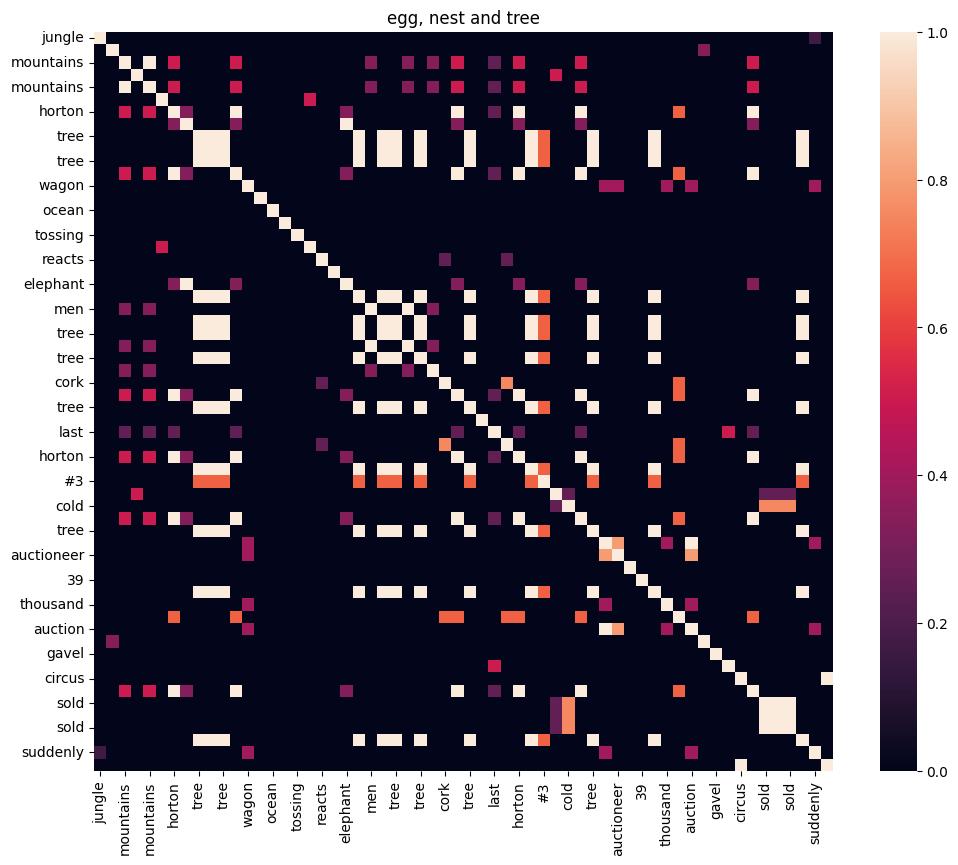 egg, nest and tree
jungle
mountains
mountains
horton
tree
tree
wagon
ocean
tossing
reacts
elephant
men
tree
tree
cork
tree
last
horton
#3
cold
tree
auctioneer
39
thousand
auction
gavel
circus
sold
sold
suddenly
1.0
0.8
0.6
0.4
0.2
0.0
jungle
mountains
mountains
horton
tree
tree
wagon
ocean
tossing
reacts
elephant
men
tree
tree
cork
tree
last
horton
#3
cold
tree
auctioneer
39
thousand
auction
gavel
circus
sold
sold
suddenly